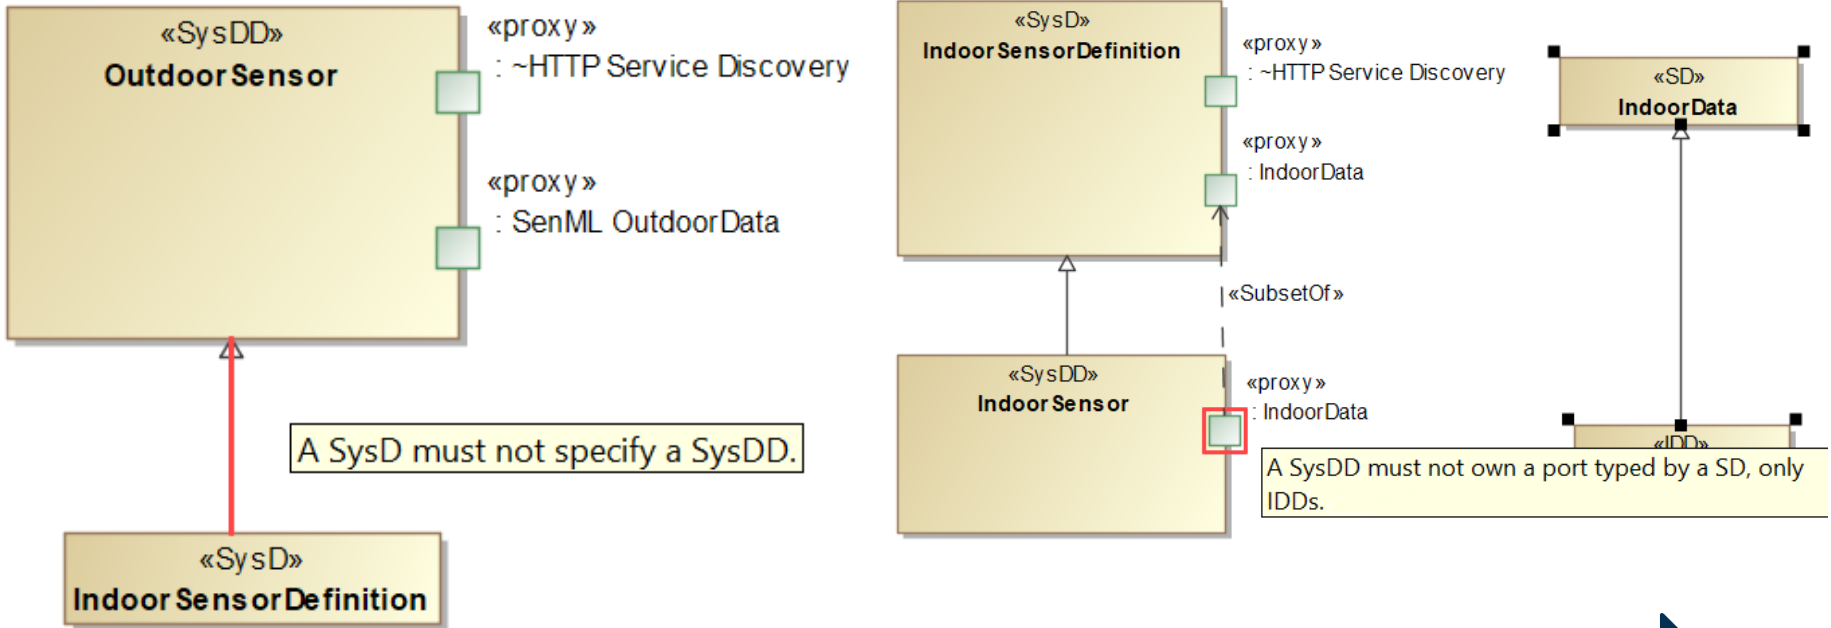 «SysDD»
OutdoorSensor
«proxy»
: ~HTTP Service Discovery
«proxy»
: SenML OutdoorData
A SysD must not specify a SysDD.
«SysD»
IndoorSensorDefinition
«SysD»
IndoorSensorDefinition
«proxy»
: ~HTTP Service Discovery
«proxy»
: IndoorData
«SubsetOf»
«SysDD»
IndoorSensor
«proxy»
: IndoorData
A SysDD must not own a port typed by a SD, only
IDDs.
«SD»
IndoorData
«IDD»